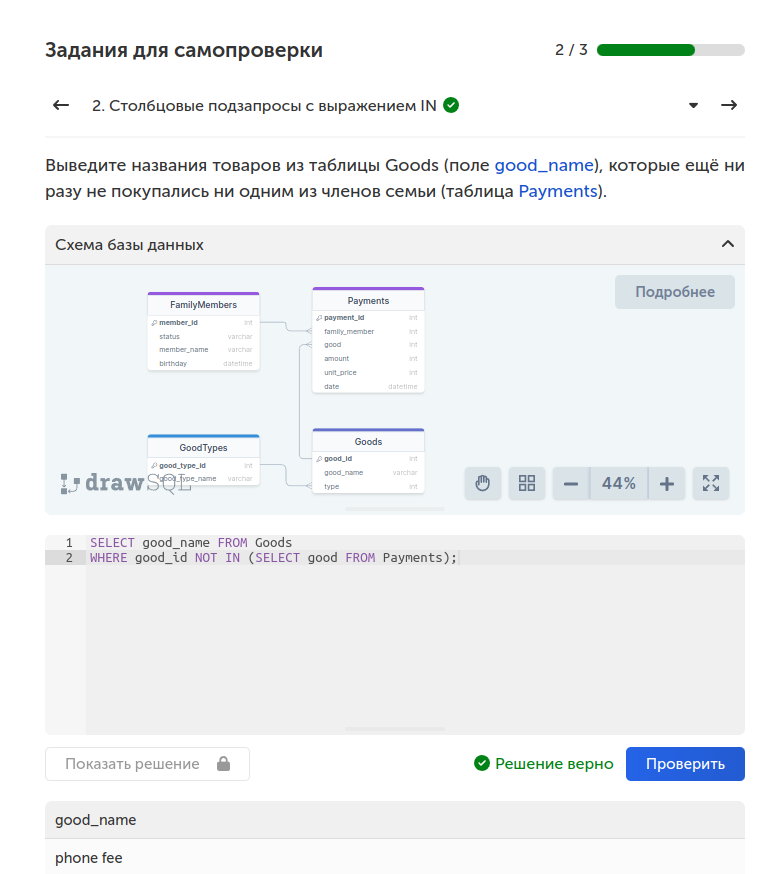 Задания для самопроверки
2 / 3
2. Столбцовые подзапросы с выражением IN
Выведите названия товаров из таблицы Goods (поле good_name), которые ещё ни
разу не покупались ни одним из членов семьи (таблица Payments).
Схема базы данных
Подробнее
FamilyMembers
member_id int
status varchar
member_name varchar
birthday datetime
Payments
payment_id int
family_member int
good int
amount int
unit_price int
date datetime
GoodTypes
good_type_id int
good_type_name varchar
Goods
good_id int
good_name varchar
type int
drawSQL
44%
1 SELECT good_name FROM Goods
2 WHERE good_id NOT IN (SELECT good FROM Payments);
Показать решение
Решение верно
Проверить
good_name
phone fee